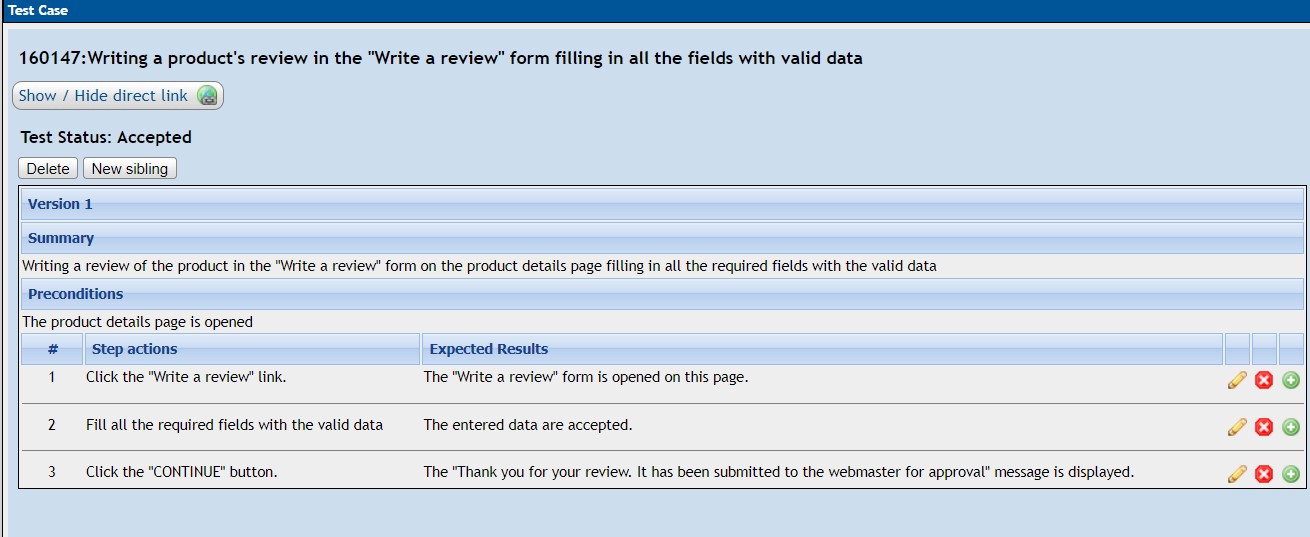 Test Case
160147:Writing a product's review in the "Write a review" form filling in all the fields with valid data
Show / Hide direct link
Test Status: Accepted
Delete New sibling
Version 1
Summary
Writing a review of the product in the "Write a review" form on the product details page filling in all the required fields with the valid data
Preconditions
The product details page is opened
# Step actions Expected Results
1 Click the "Write a review" link. The "Write a review" form is opened on this page.
2 Fill all the required fields with the valid data The entered data are accepted.
3 Click the "CONTINUE" button. The "Thank you for your review. It has been submitted to the webmaster for approval" message is displayed.